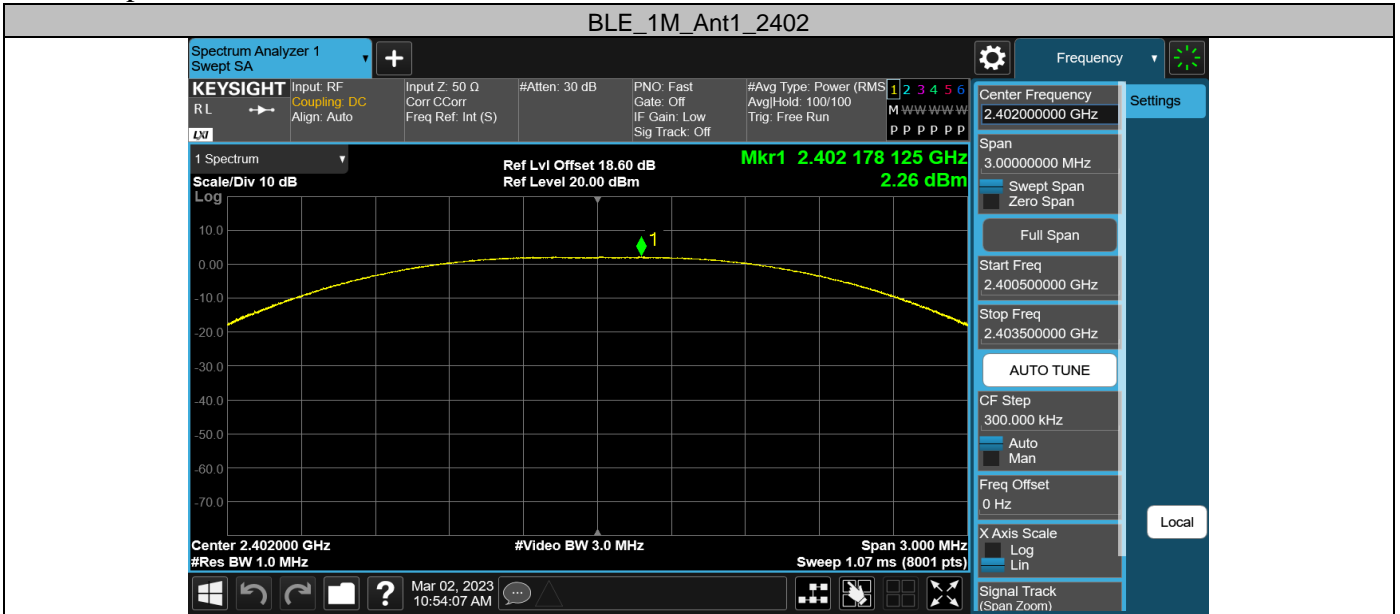 BLE_1M_Ant1_2402
Spectrum Analyzer 1
Swept SA
Frequency
KEYSIGHT
RL
LXI
Input: RF
Coupling: DC
Align: Auto
Input Z: 50 Ω
Corr CCorr
Freq Ref: Int (S)
#Atten: 30 dB
PNO: Fast
Gate: Off
IF Gain: Low
Sig Track: Off
#Avg Type: Power (RMS
Avg|Hold: 100/100
Trig: Free Run
1 2 3 4 5 6
M W W W W W
P P P P P P
1 Spectrum
Scale/Div 10 dB
Log
Ref Lvl Offset 18.60 dB
Ref Level 20.00 dBm
Mkr1 2.402 178 125 GHz
2.26 dBm
1
10.0
0.00
-10.0
-20.0
-30.0
-40.0
-50.0
-60.0
-70.0
Center 2.402000 GHz
#Res BW 1.0 MHz
#Video BW 3.0 MHz
Span 3.000 MHz
Sweep 1.07 ms (8001 pts)
Mar 02, 2023
10:54:07 AM
Center Frequency
2.402000000 GHz
Span
3.00000000 MHz
Swept Span
Zero Span
Full Span
Start Freq
2.400500000 GHz
Stop Freq
2.403500000 GHz
AUTO TUNE
CF Step
300.000 kHz
Auto
Man
Freq Offset
0 Hz
X Axis Scale
Log
Lin
Signal Track
(Span Zoom)
Settings
Local